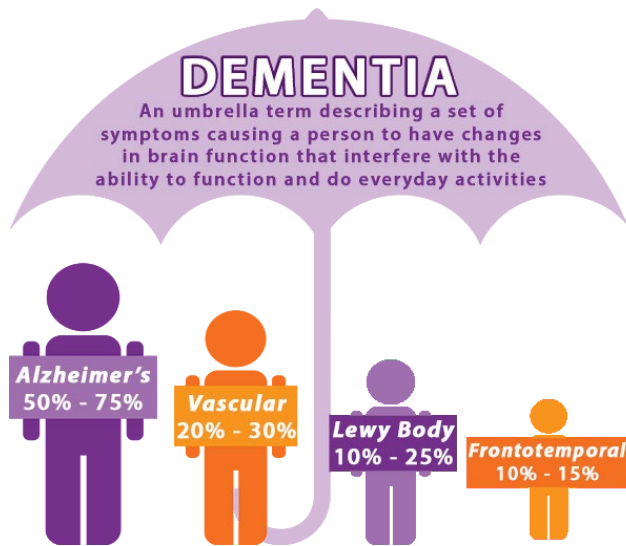 DEMENTIA
An umbrella term describing a set of
symptoms causing a person to have changes
in brain function that interfere with the
ability to function and do everyday activities
Alzheimer's
50% - 75%
Vascular
20% - 30%
Lewy Body
10% - 25%
Frontotemporal
10% - 15%